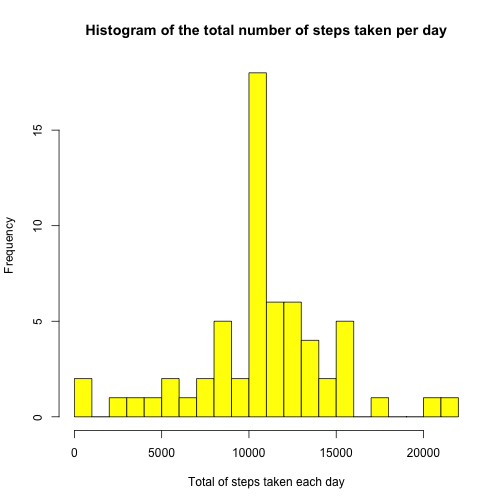 Histogram of the total number of steps taken per day
Frequency
15
10
5
0
0 5000 10000 15000 20000
Total of steps taken each day